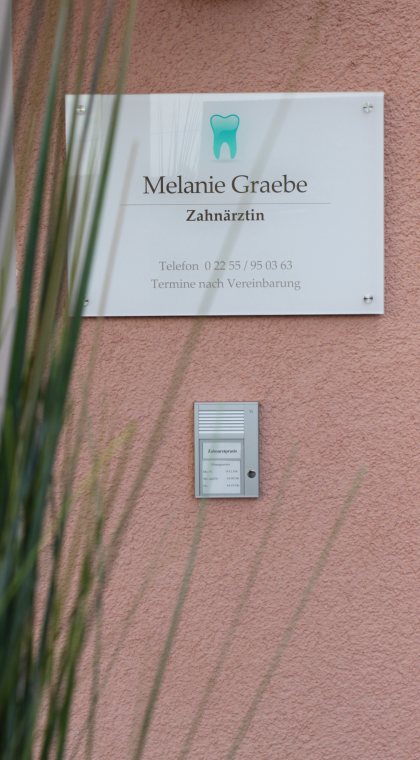 Melanie Graebe
Zahnärztin
Telefon 0 22 55 / 95 03 63
Termine nach Vereinbarung
Zahnarztpraxis